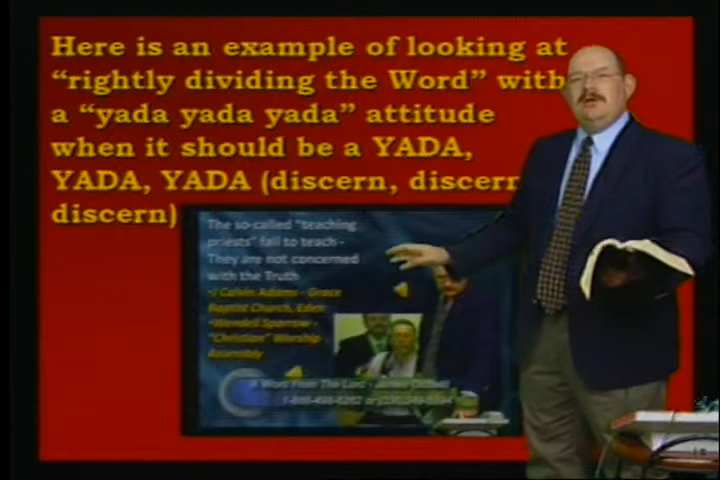 Here is an example of looking at
“rightly dividing the Word” with
a “yada yada yada” attitude
when it should be a YADA,
YADA, YADA (discern, discern
discern)
The so-called "teaching
priests" fail to teach -
They are not concerned
with the Truth
Calvin Adams - Grace
Baptist Church, Eden
Wendell Sparrow -
"Christian" Worship
Assembly
A Word From The Lord - James